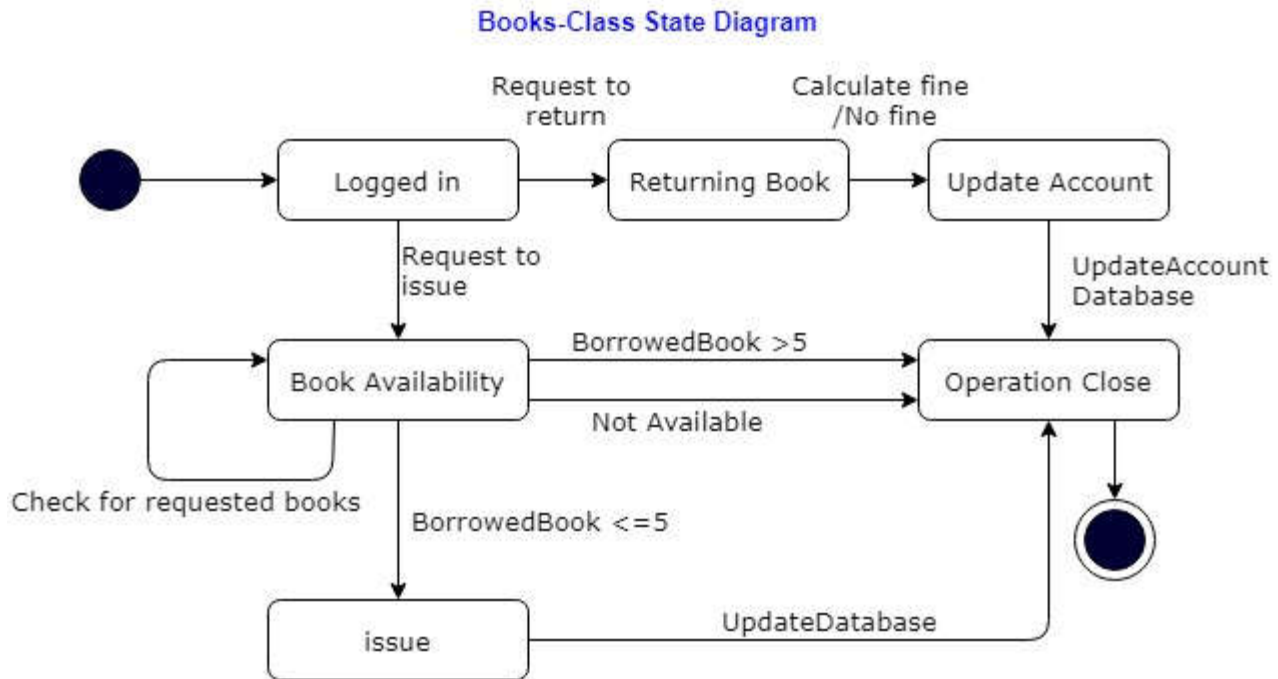 Books-Class State Diagram
Request to
return
Calculate fine
/No fine
Logged in
Returning Book
Update Account
Request to
issue
UpdateAccount
Database
BorrowedBook >5
Book Availability
Operation Close
Not Available
Check for requested books
BorrowedBook <=5
UpdateDatabase
issue